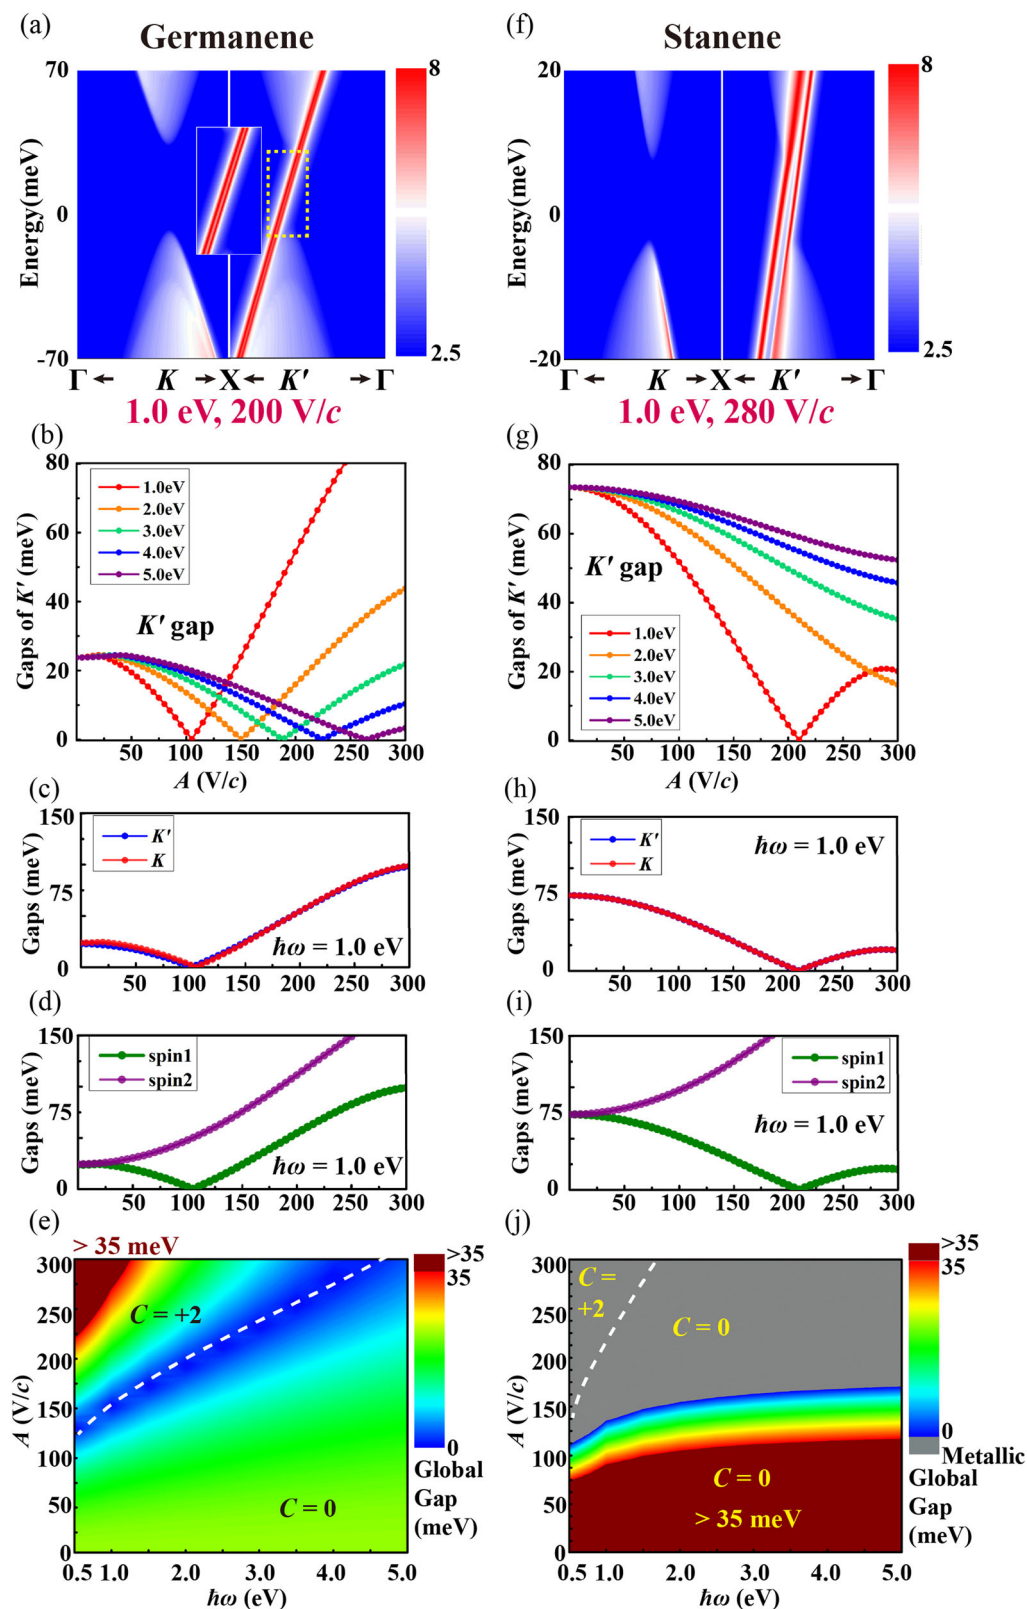 (a)
Germanene
70
0
-70
Energy(meV)
8
2.5
Γ ← K → X ← K′ → Γ
1.0 eV, 200 V/c
(f)
Stanene
20
0
-20
Energy(meV)
8
2.5
Γ ← K → X ← K′ → Γ
1.0 eV, 280 V/c
(b)
80
60
40
20
0
Gaps of K′ (meV)
1.0eV
2.0eV
3.0eV
4.0eV
5.0eV
K′ gap
50 100 150 200 250 300
A (V/c)
(g)
80
60
40
20
0
Gaps of K′ (meV)
K′ gap
1.0eV
2.0eV
3.0eV
4.0eV
5.0eV
50 100 150 200 250 300
A (V/c)
(c)
150
75
0
Gaps (meV)
K′
K
ħω = 1.0 eV
50 100 150 200 250 300
(h)
150
75
0
Gaps (meV)
K′
K
ħω = 1.0 eV
50 100 150 200 250 300
(d)
150
75
0
Gaps (meV)
spin1
spin2
ħω = 1.0 eV
50 100 150 200 250 300
(i)
150
75
0
Gaps (meV)
spin1
spin2
ħω = 1.0 eV
50 100 150 200 250 300
(e)
> 35 meV
300
250
200
150
100
50
0
A (V/c)
C = +2
C = 0
0.5 1.0 2.0 3.0 4.0 5.0
ħω (eV)
>35
35
0
Global
Gap
(meV)
(j)
300
250
200
150
100
50
0
A (V/c)
C =
+2
C = 0
C = 0
> 35 meV
0.5 1.0 2.0 3.0 4.0 5.0
ħω (eV)
>35
35
0
Metallic
Global
Gap
(meV)